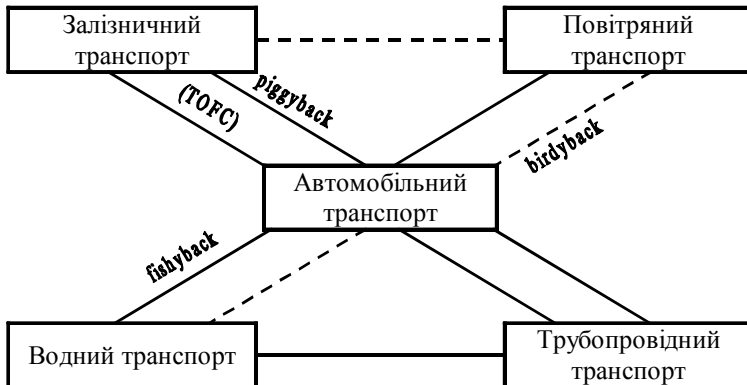 Залізничний
транспорт
Повітряний
транспорт
(TOFC)
piggyback
birdyback
Автомобільний
транспорт
fishyback
Водний транспорт
Трубопровідний
транспорт